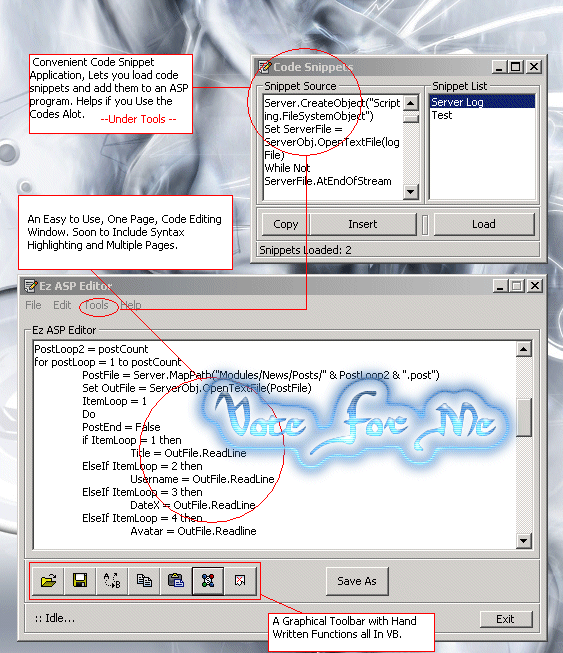 Convenient Code Snippet
Application, Lets you load code
snippets and add them to an ASP
program. Helps if you Use the
Codes Alot.
--Under Tools --
Code Snippets
Snippet Source
Server.CreateObject("Script
ing.FileSystemObject")
Set ServerFile =
ServerObj.OpenTextFile(log
File)
While Not
ServerFile.AtEndOfStream
Snippet List
Server Log
Test
Copy
Insert
Load
Snippets Loaded: 2
An Easy to Use, One Page, Code Editing
Window. Soon to Include Syntax
Highlighting and Multiple Pages.
Ez ASP Editor
File Edit Tools Help
Ez ASP Editor
PostLoop2 = postCount
for postLoop = 1 to postCount
PostFile = Server.MapPath("Modules/News/Posts/" & PostLoop2 & ".post")
Set OutFile = ServerObj.OpenTextFile(PostFile)
ItemLoop = 1
Do
PostEnd = False
if ItemLoop = 1 then
Title = OutFile.ReadLine
ElseIf ItemLoop = 2 then
Username = OutFile.ReadLine
ElseIf ItemLoop = 3 then
DateX = OutFile.ReadLine
ElseIf ItemLoop = 4 then
Avatar = OutFile.Readline
Vote For Me
A B
Save As
:: Idle...
Exit
A Graphical Toolbar with Hand
Written Functions all In VB.